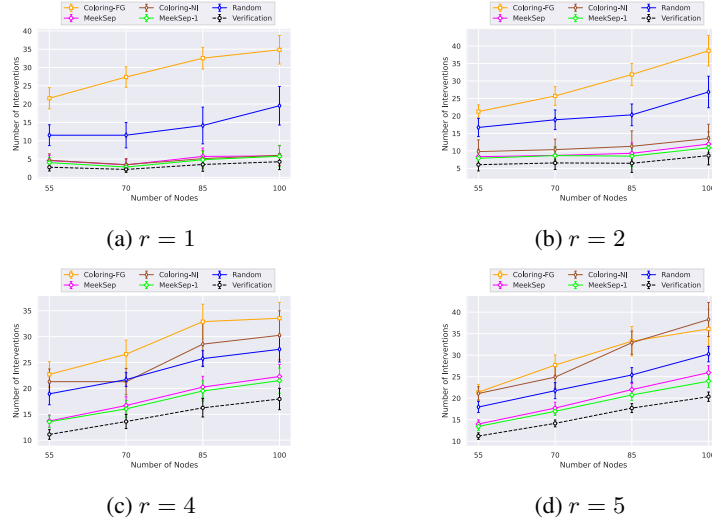 Coloring-FG Coloring-NI Random
MeekSep MeekSep-1 Verification
40
35
30
25
20
15
10
5
0
Number of Interventions
55 70 85 100
Number of Nodes
(a) r = 1
Coloring-FG Coloring-NI Random
MeekSep MeekSep-1 Verification
40
35
30
25
20
15
10
5
0
Number of Interventions
55 70 85 100
Number of Nodes
(b) r = 2
Coloring-FG Coloring-NI Random
MeekSep MeekSep-1 Verification
35
30
25
20
15
10
Number of Interventions
55 70 85 100
Number of Nodes
(c) r = 4
Coloring-FG Coloring-NI Random
MeekSep MeekSep-1 Verification
40
35
30
25
20
15
10
Number of Interventions
55 70 85 100
Number of Nodes
(d) r = 5